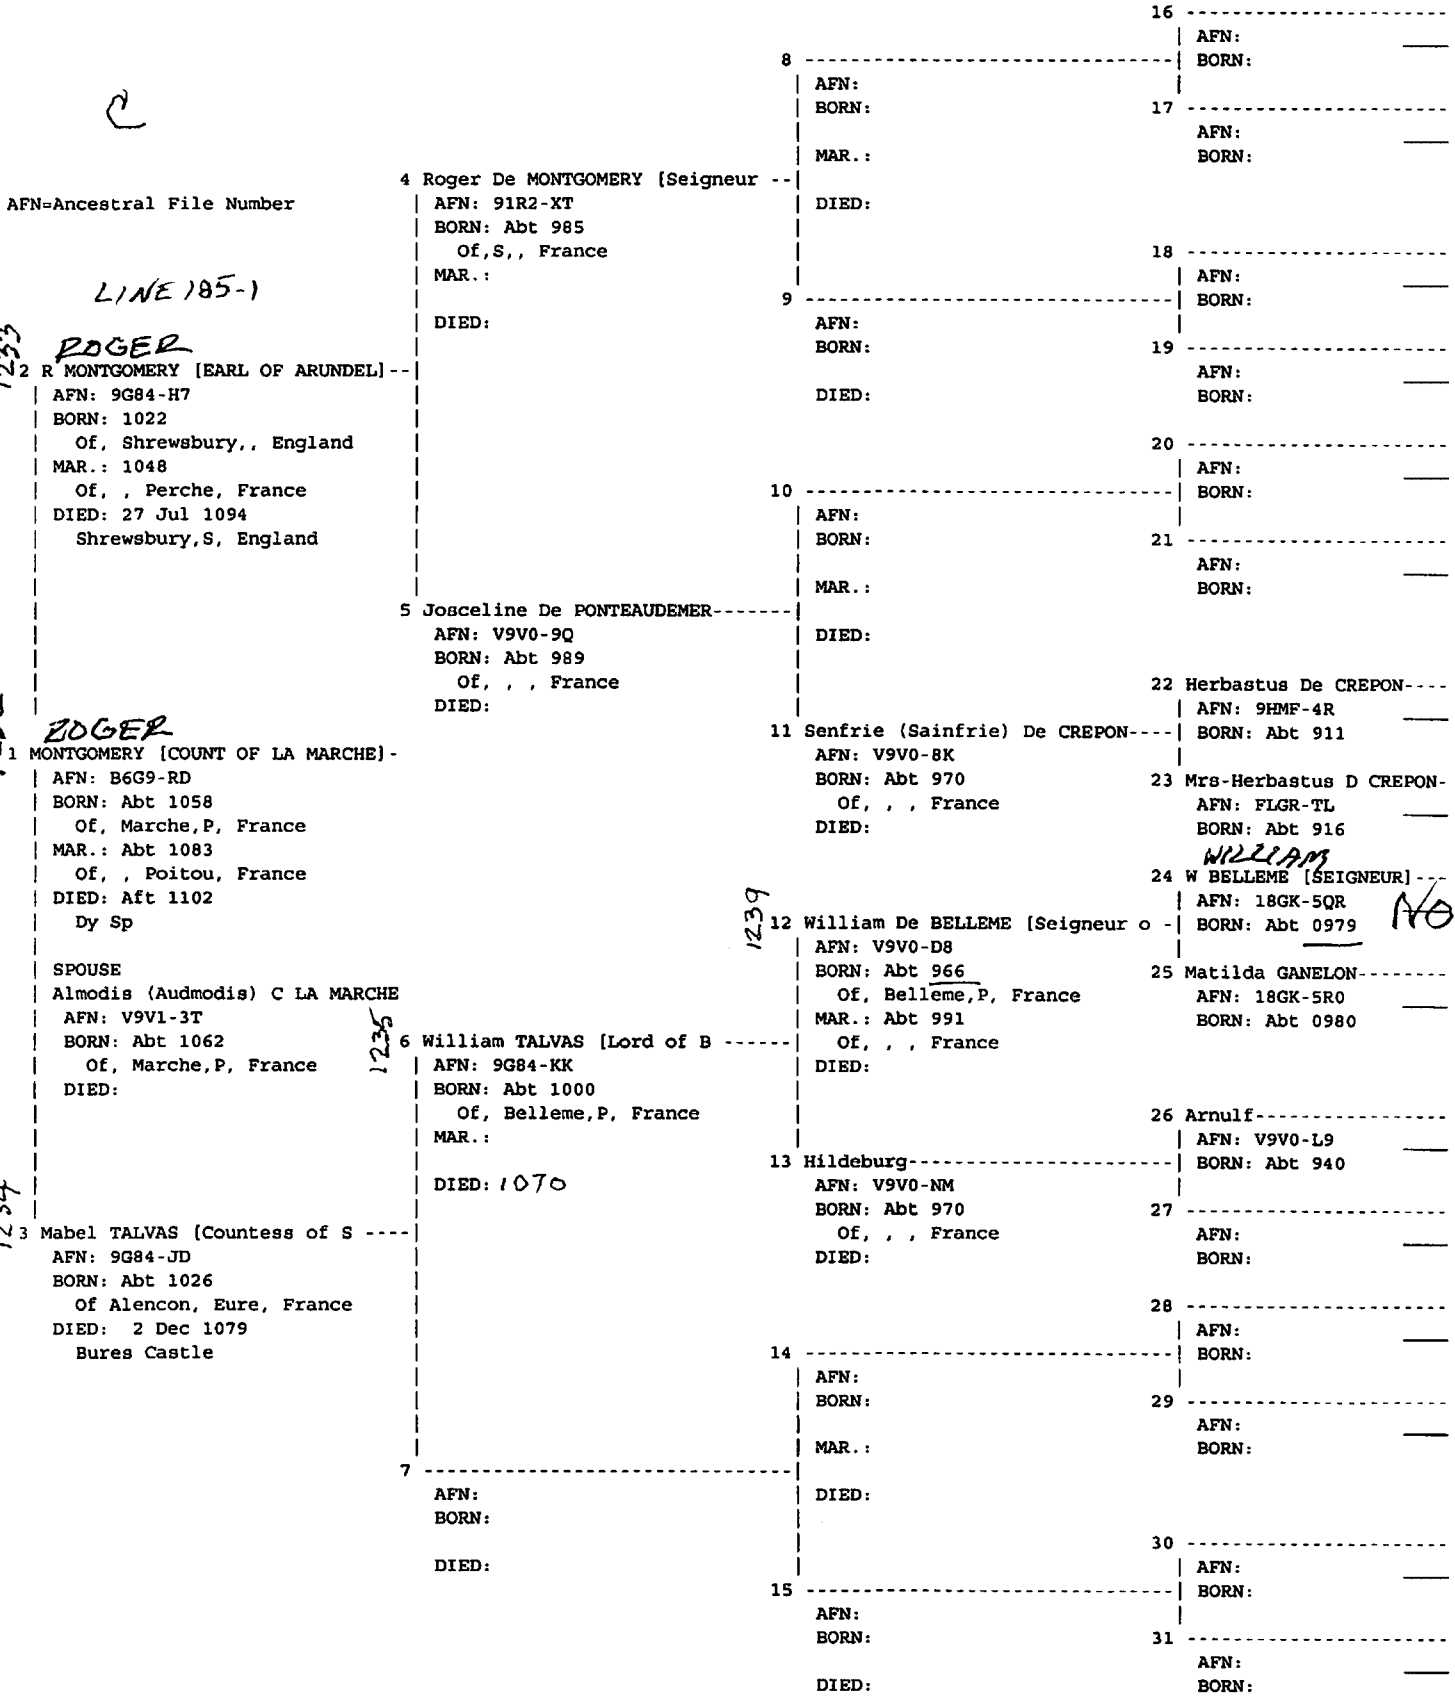 C
AFN=Ancestral File Number
LINE 185-1
1233
ROGER
2 R MONTGOMERY [EARL OF ARUNDEL]--
AFN: 9G84-H7
BORN: 1022
Of, Shrewsbury,, England
MAR.: 1048
Of, , Perche, France
DIED: 27 Jul 1094
Shrewsbury,S, England
ROGER
1 MONTGOMERY [COUNT OF LA MARCHE]-
AFN: B6G9-RD
BORN: Abt 1058
Of, Marche,P, France
MAR.: Abt 1083
Of, , Poitou, France
DIED: Aft 1102
Dy Sp
SPOUSE
Almodis (Audmodis) C LA MARCHE
AFN: V9V1-3T
BORN: Abt 1062
Of, Marche,P, France
DIED:
1234
3 Mabel TALVAS [Countess of S ----
AFN: 9G84-JD
BORN: Abt 1026
Of Alencon, Eure, France
DIED: 2 Dec 1079
Bures Castle
4 Roger De MONTGOMERY [Seigneur --
AFN: 91R2-XT
BORN: Abt 985
Of,S,, France
MAR.:
DIED:
5 Josceline De PONTEAUDEMER-------
AFN: V9V0-9Q
BORN: Abt 989
Of, , , France
DIED:
1235
6 William TALVAS [Lord of B ------
AFN: 9G84-KK
BORN: Abt 1000
Of, Belleme,P, France
MAR.:
DIED: 1070
7 -------------------------------
AFN:
BORN:
DIED:
8 -------------------------------
AFN:
BORN:
MAR.:
DIED:
9 -------------------------------
AFN:
BORN:
DIED:
10 -------------------------------
AFN:
BORN:
MAR.:
DIED:
11 Senfrie (Sainfrie) De CREPON----
AFN: V9V0-8K
BORN: Abt 970
Of, , , France
DIED:
1239
12 William De BELLEME [Seigneur o -
AFN: V9V0-D8
BORN: Abt 966
Of, Belleme,P, France
MAR.: Abt 991
Of, , , France
DIED:
13 Hildeburg-----------------------
AFN: V9V0-NM
BORN: Abt 970
Of, , , France
DIED:
14 -------------------------------
AFN:
BORN:
MAR.:
DIED:
15 -------------------------------
AFN:
BORN:
DIED:
16 ----------------------
AFN:
BORN:
17 ----------------------
AFN:
BORN:
18 ----------------------
AFN:
BORN:
19 ----------------------
AFN:
BORN:
20 ----------------------
AFN:
BORN:
21 ----------------------
AFN:
BORN:
22 Herbastus De CREPON----
AFN: 9HMF-4R
BORN: Abt 911
23 Mrs-Herbastus D CREPON-
AFN: FLGR-TL
BORN: Abt 916
WILLIAM
24 W BELLEME [SEIGNEUR]---
AFN: 18GK-5QR
BORN: Abt 0979
NO
25 Matilda GANELON--------
AFN: 18GK-5R0
BORN: Abt 0980
26 Arnulf----------------
AFN: V9V0-L9
BORN: Abt 940
27 ----------------------
AFN:
BORN:
28 ----------------------
AFN:
BORN:
29 ----------------------
AFN:
BORN:
30 ----------------------
AFN:
BORN:
31 ----------------------
AFN:
BORN: